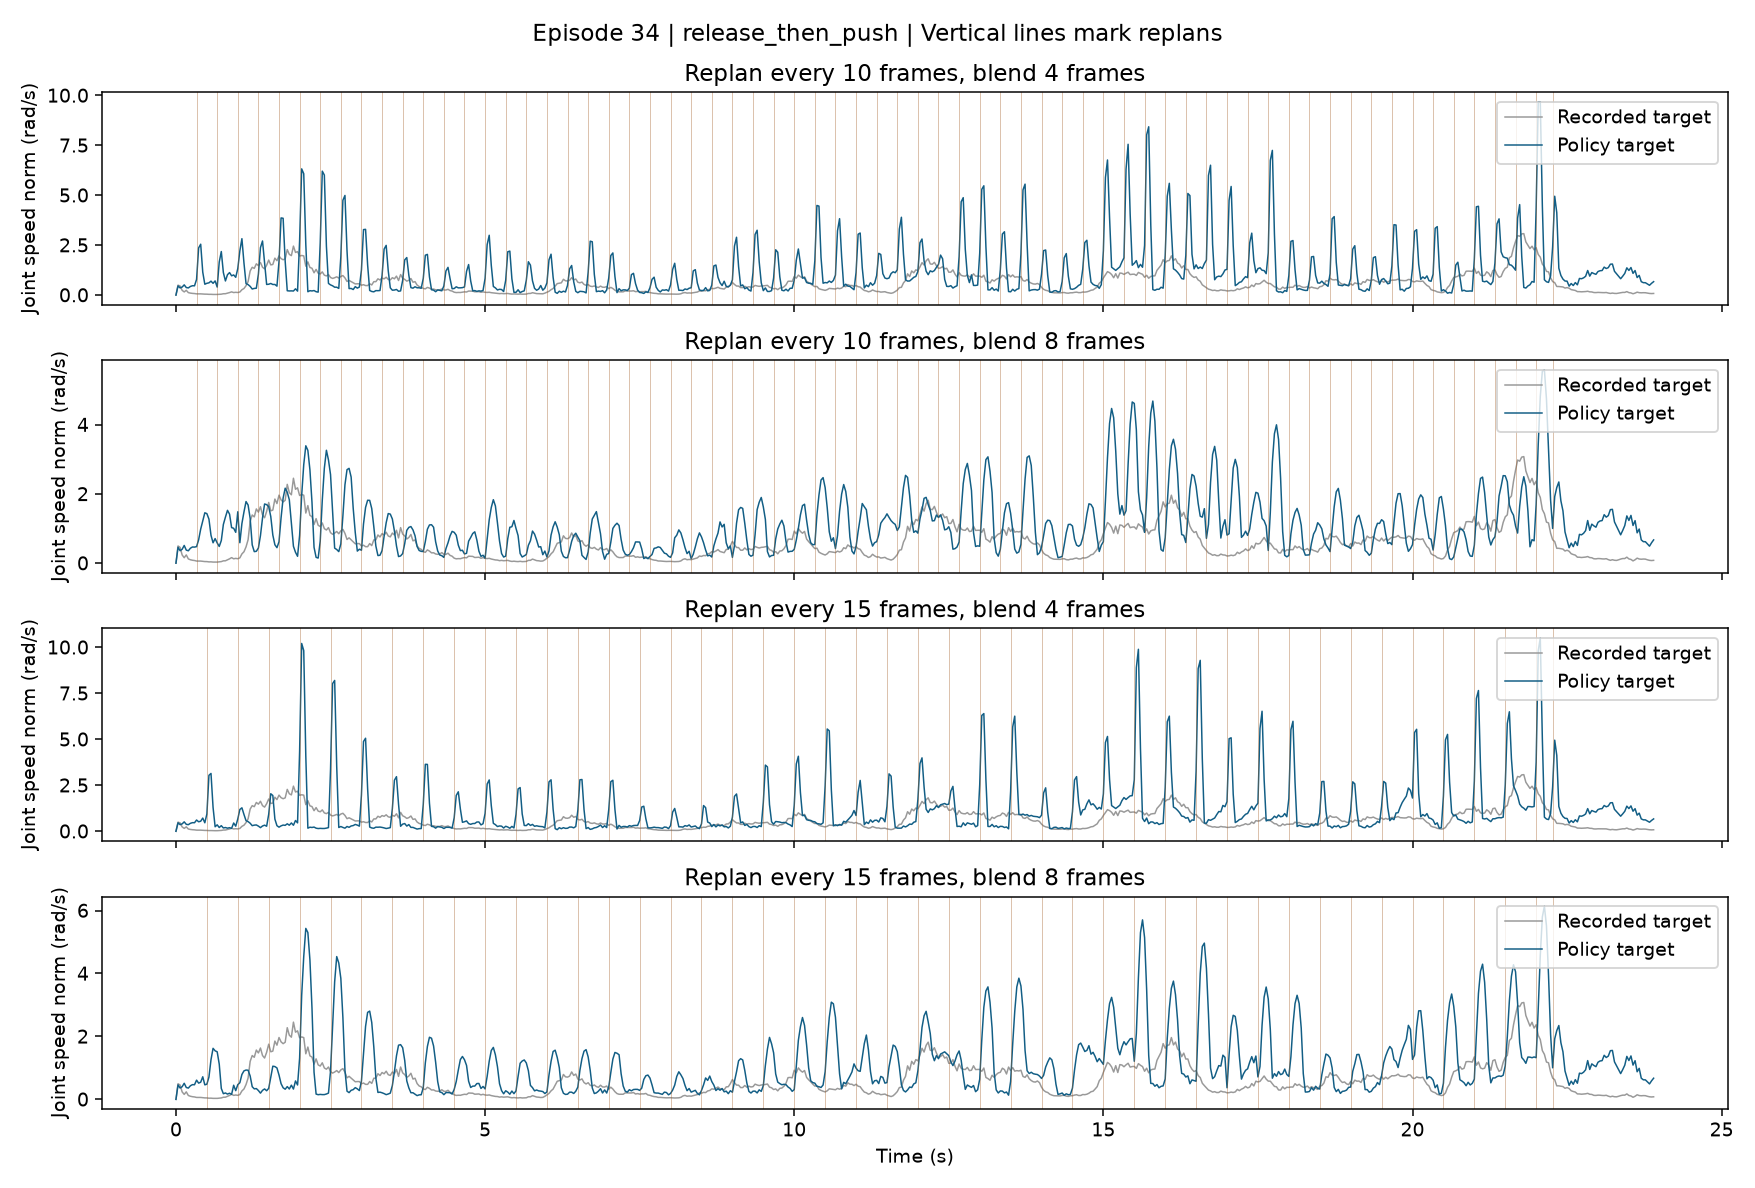 Episode 34 | release_then_push | Vertical lines mark replans
Replan every 10 frames, blend 4 frames
Joint speed norm (rad/s)
10.0
7.5
5.0
2.5
0.0
Recorded target
Policy target
Replan every 10 frames, blend 8 frames
Joint speed norm (rad/s)
4
2
0
Recorded target
Policy target
Replan every 15 frames, blend 4 frames
Joint speed norm (rad/s)
10.0
7.5
5.0
2.5
0.0
Recorded target
Policy target
Replan every 15 frames, blend 8 frames
Joint speed norm (rad/s)
6
4
2
0
Recorded target
Policy target
0 5 10 15 20 25
Time (s)